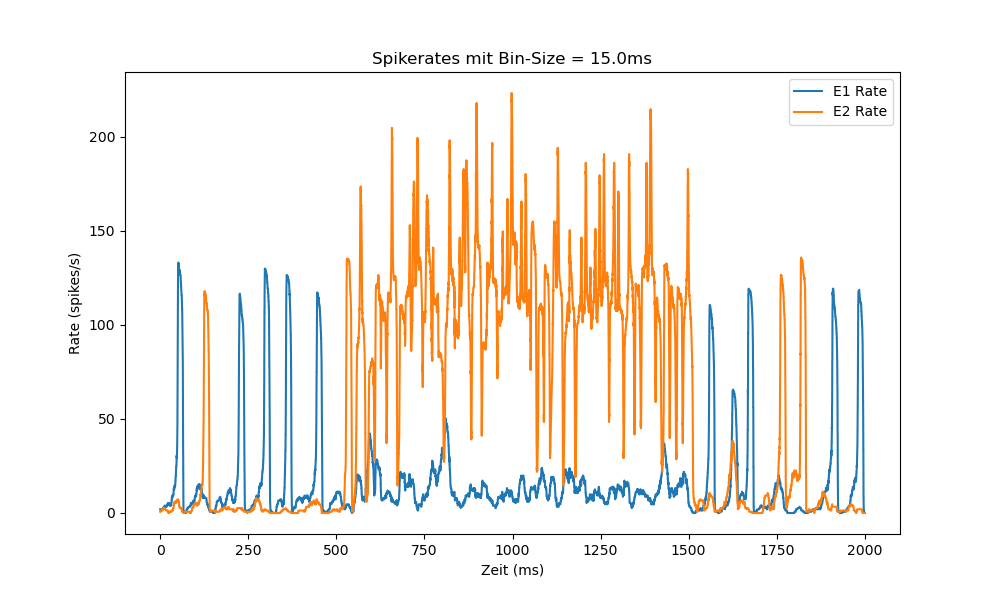 Spikerates mit Bin-Size = 15.0ms
E1 Rate
E2 Rate
200
150
100
50
0
Rate (spikes/s)
0 250 500 750 1000 1250 1500 1750 2000
Zeit (ms)